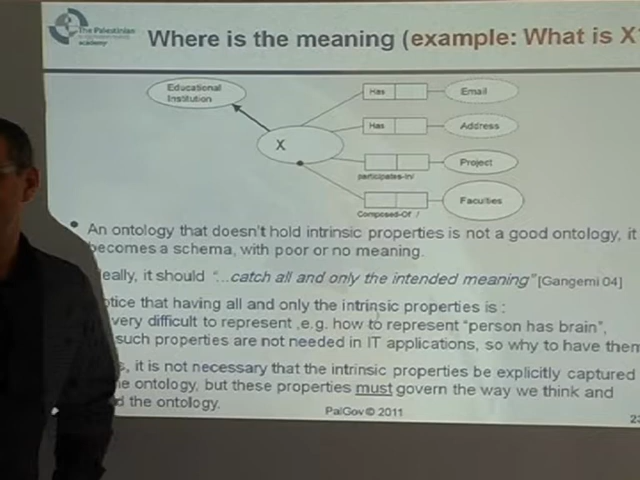 The Palestinian
academy
Where is the meaning (example: What is X
Educational
Institution
Has
Email
X
Has
Address
Project
participates-in/
Faculties
Composed-Of /
An ontology that doesn't hold intrinsic properties is not a good ontology, it
becomes a schema, with poor or no meaning.
eally, it should "...catch all and only the intended meaning" [Gangemi 04]
otice that having all and only the intrinsic properties is :
very difficult to represent ,e.g. how to represent "person has brain",
such properties are not needed in IT applications, so why to have them
s, it is not necessary that the intrinsic properties be explicitly captured
e ontology, but these properties must govern the way we think and
d the ontology.
PalGov © 2011